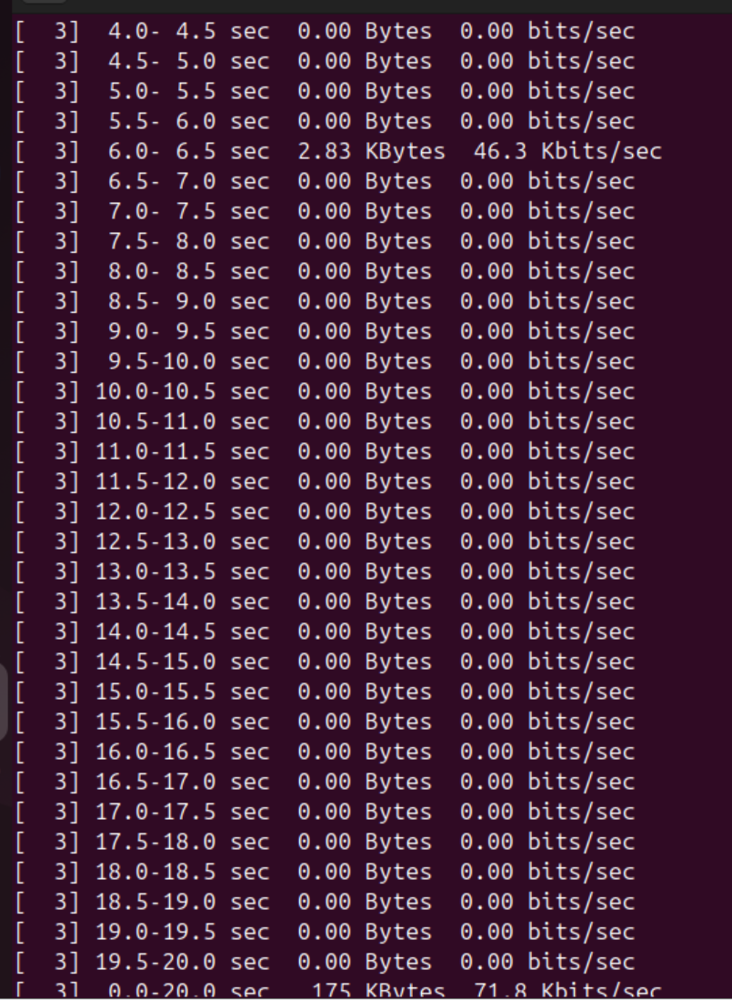 [  3]  4.0- 4.5 sec  0.00 Bytes  0.00 bits/sec
[  3]  4.5- 5.0 sec  0.00 Bytes  0.00 bits/sec
[  3]  5.0- 5.5 sec  0.00 Bytes  0.00 bits/sec
[  3]  5.5- 6.0 sec  0.00 Bytes  0.00 bits/sec
[  3]  6.0- 6.5 sec  2.83 KBytes  46.3 Kbits/sec
[  3]  6.5- 7.0 sec  0.00 Bytes  0.00 bits/sec
[  3]  7.0- 7.5 sec  0.00 Bytes  0.00 bits/sec
[  3]  7.5- 8.0 sec  0.00 Bytes  0.00 bits/sec
[  3]  8.0- 8.5 sec  0.00 Bytes  0.00 bits/sec
[  3]  8.5- 9.0 sec  0.00 Bytes  0.00 bits/sec
[  3]  9.0- 9.5 sec  0.00 Bytes  0.00 bits/sec
[  3]  9.5-10.0 sec  0.00 Bytes  0.00 bits/sec
[  3] 10.0-10.5 sec  0.00 Bytes  0.00 bits/sec
[  3] 10.5-11.0 sec  0.00 Bytes  0.00 bits/sec
[  3] 11.0-11.5 sec  0.00 Bytes  0.00 bits/sec
[  3] 11.5-12.0 sec  0.00 Bytes  0.00 bits/sec
[  3] 12.0-12.5 sec  0.00 Bytes  0.00 bits/sec
[  3] 12.5-13.0 sec  0.00 Bytes  0.00 bits/sec
[  3] 13.0-13.5 sec  0.00 Bytes  0.00 bits/sec
[  3] 13.5-14.0 sec  0.00 Bytes  0.00 bits/sec
[  3] 14.0-14.5 sec  0.00 Bytes  0.00 bits/sec
[  3] 14.5-15.0 sec  0.00 Bytes  0.00 bits/sec
[  3] 15.0-15.5 sec  0.00 Bytes  0.00 bits/sec
[  3] 15.5-16.0 sec  0.00 Bytes  0.00 bits/sec
[  3] 16.0-16.5 sec  0.00 Bytes  0.00 bits/sec
[  3] 16.5-17.0 sec  0.00 Bytes  0.00 bits/sec
[  3] 17.0-17.5 sec  0.00 Bytes  0.00 bits/sec
[  3] 17.5-18.0 sec  0.00 Bytes  0.00 bits/sec
[  3] 18.0-18.5 sec  0.00 Bytes  0.00 bits/sec
[  3] 18.5-19.0 sec  0.00 Bytes  0.00 bits/sec
[  3] 19.0-19.5 sec  0.00 Bytes  0.00 bits/sec
[  3] 19.5-20.0 sec  0.00 Bytes  0.00 bits/sec
[  3]  0.0-20.0 sec   175 KBytes  71.8 Kbits/sec